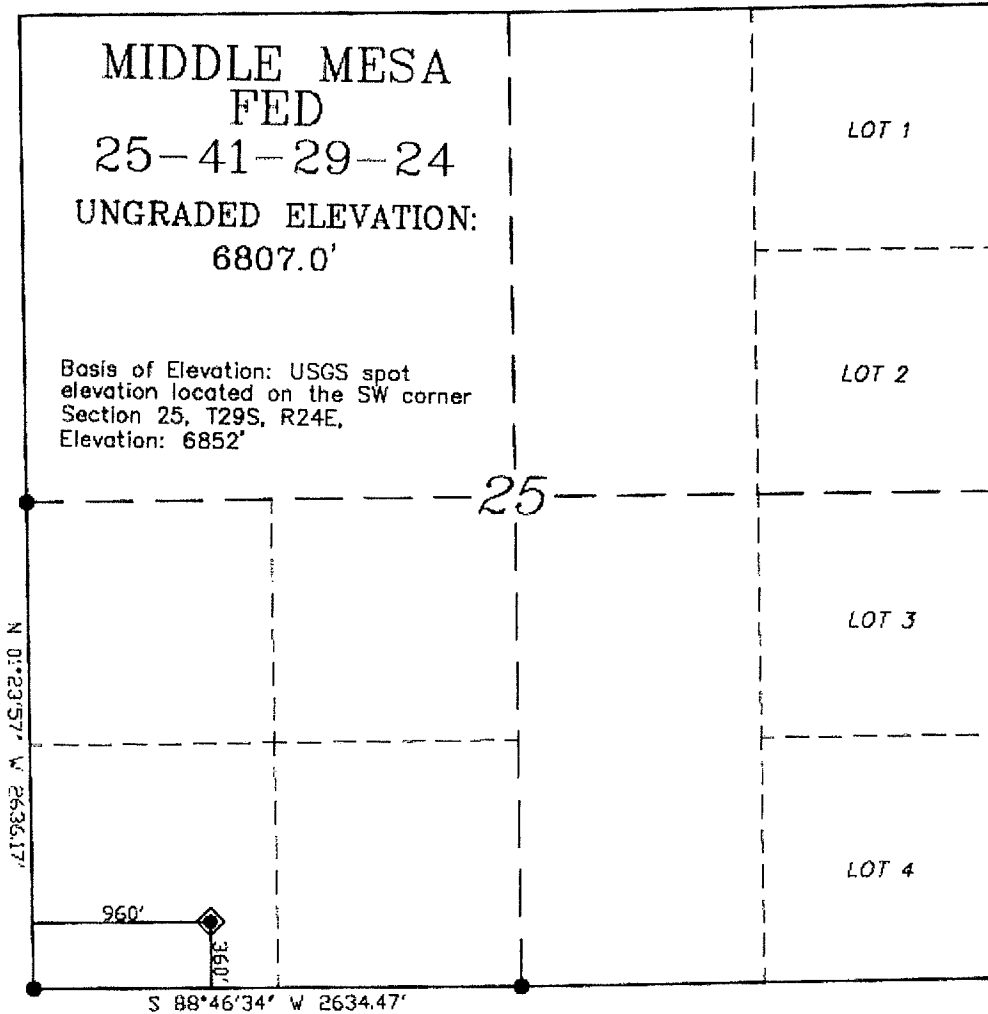 MIDDLE MESA
FED
25-41-29-24
UNGRADED ELEVATION:
6807.0'
Basis of Elevation: USGS spot
elevation located on the SW corner
Section 25, T29S, R24E,
Elevation: 6852'
LOT 1
LOT 2
25
LOT 3
LOT 4
N 01°23'57" W 2636.17'
960'
360'
S 88°46'34" W 2634.47'